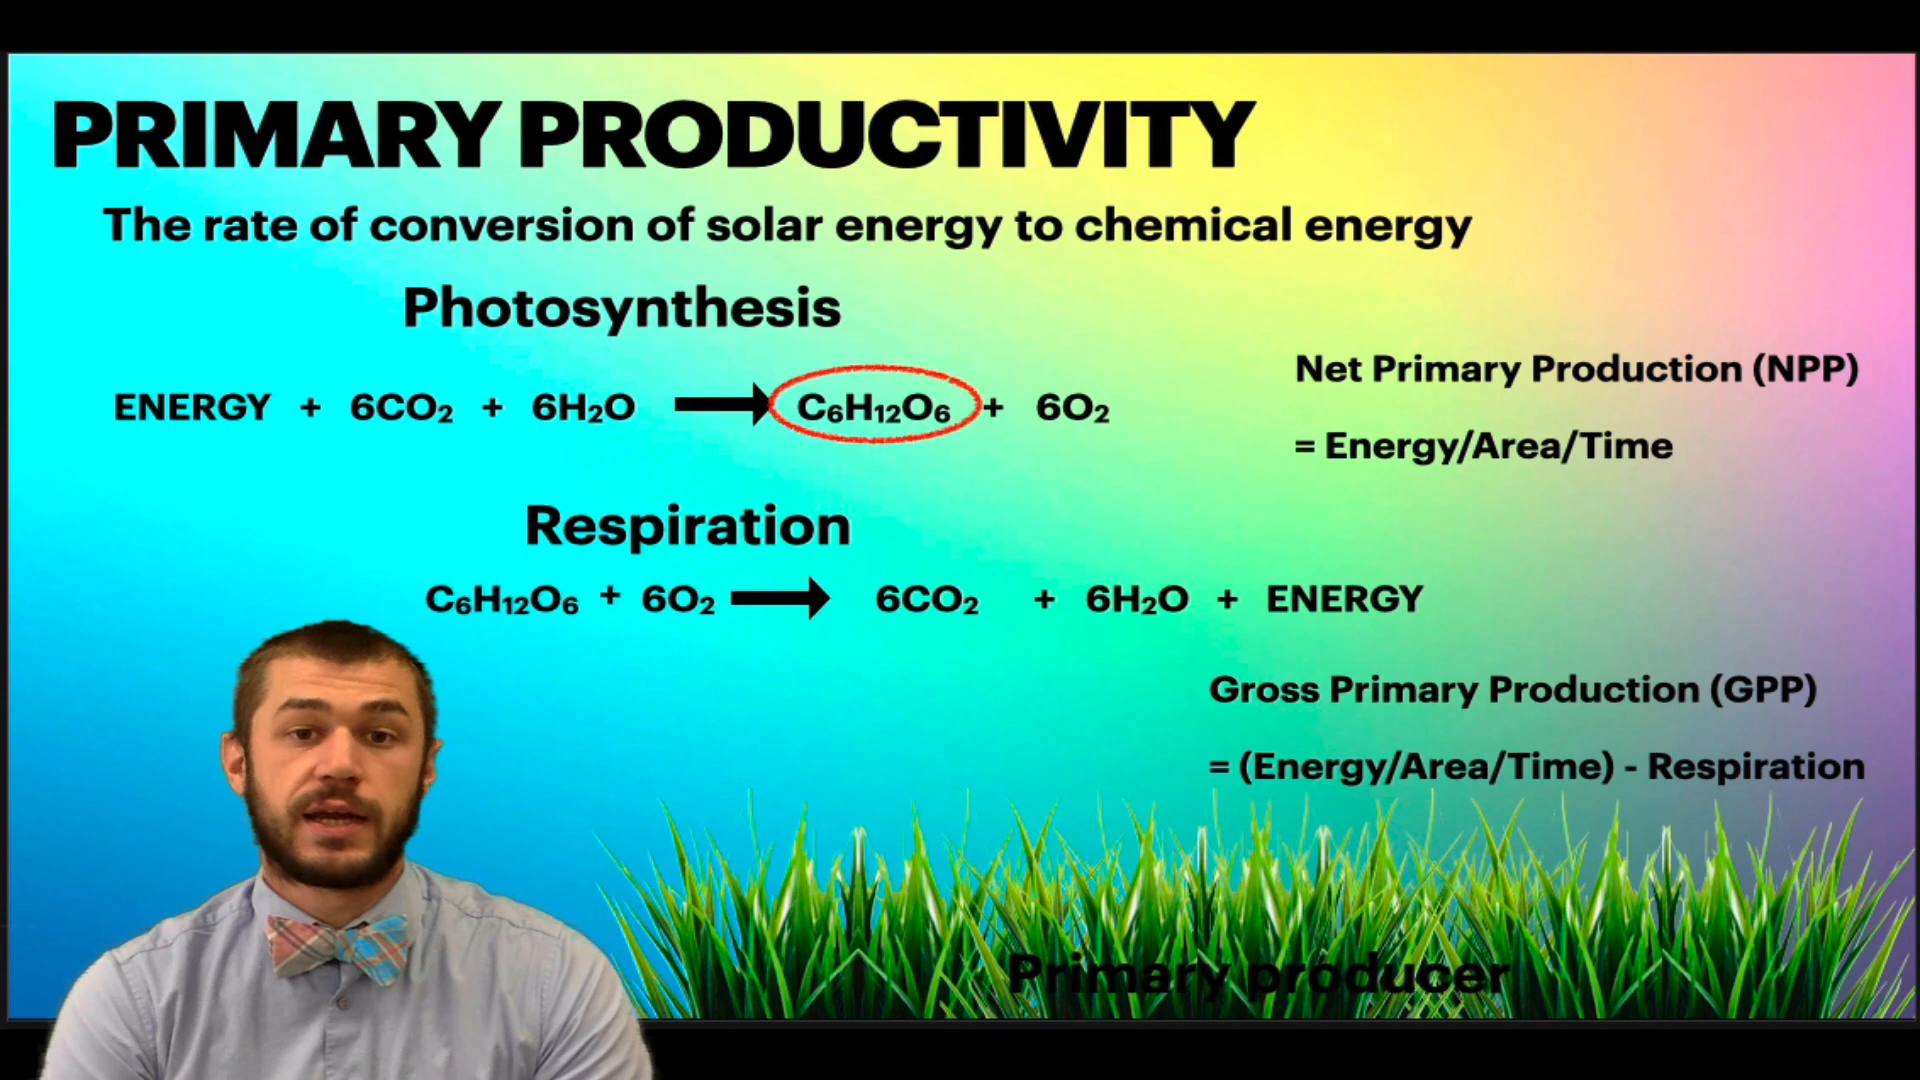 PRIMARY PRODUCTIVITY
The rate of conversion of solar energy to chemical energy
Photosynthesis
ENERGY + 6CO₂ + 6H₂O → C₆H₁₂O₆ + 6O₂
Net Primary Production (NPP)
= Energy/Area/Time
Respiration
C₆H₁₂O₆ + 6O₂ → 6CO₂ + 6H₂O + ENERGY
Gross Primary Production (GPP)
= (Energy/Area/Time) - Respiration
Primary producer